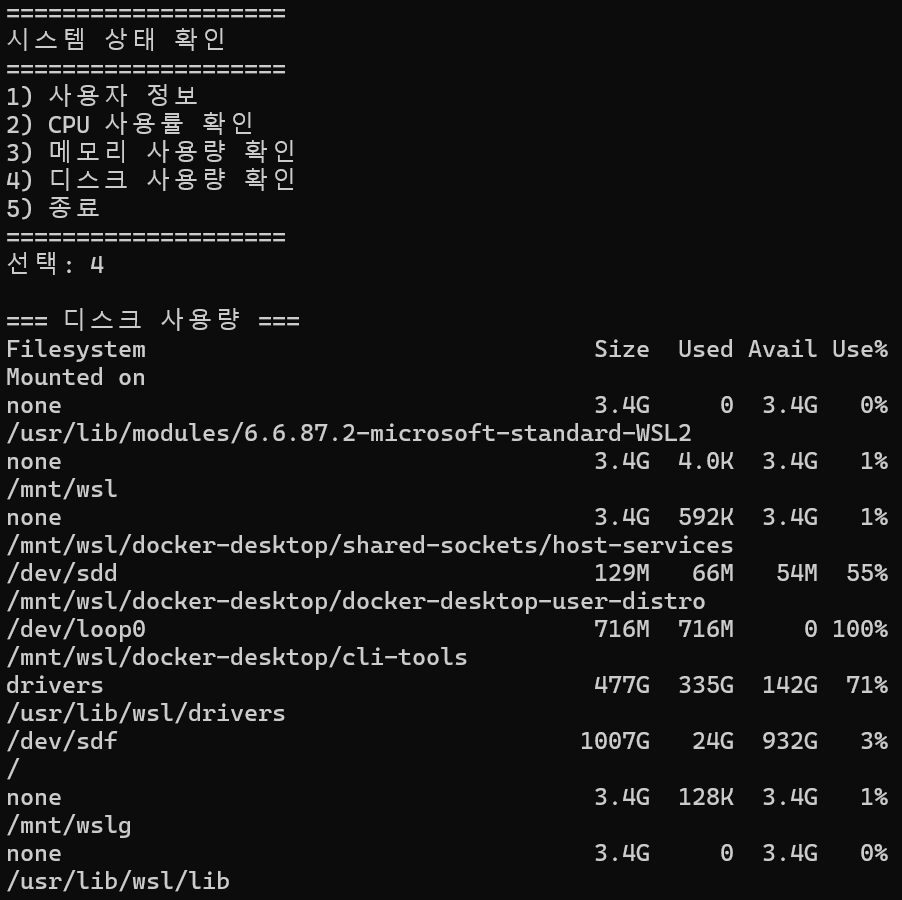 ====================
시스템 상태 확인
====================
1) 사용자 정보
2) CPU 사용률 확인
3) 메모리 사용량 확인
4) 디스크 사용량 확인
5) 종료
====================
선택: 4

=== 디스크 사용량 ===
Filesystem                                Size  Used Avail Use%
Mounted on
none                                      3.4G     0  3.4G   0%
/usr/lib/modules/6.6.87.2-microsoft-standard-WSL2
none                                      3.4G  4.0K  3.4G   1%
/mnt/wsl
none                                      3.4G  592K  3.4G   1%
/mnt/wsl/docker-desktop/shared-sockets/host-services
/dev/sdd                                  129M   66M   54M  55%
/mnt/wsl/docker-desktop/docker-desktop-user-distro
/dev/loop0                                716M  716M     0 100%
/mnt/wsl/docker-desktop/cli-tools
drivers                                   477G  335G  142G  71%
/usr/lib/wsl/drivers
/dev/sdf                                 1007G   24G  932G   3%
/
none                                      3.4G  128K  3.4G   1%
/mnt/wslg
none                                      3.4G     0  3.4G   0%
/usr/lib/wsl/lib